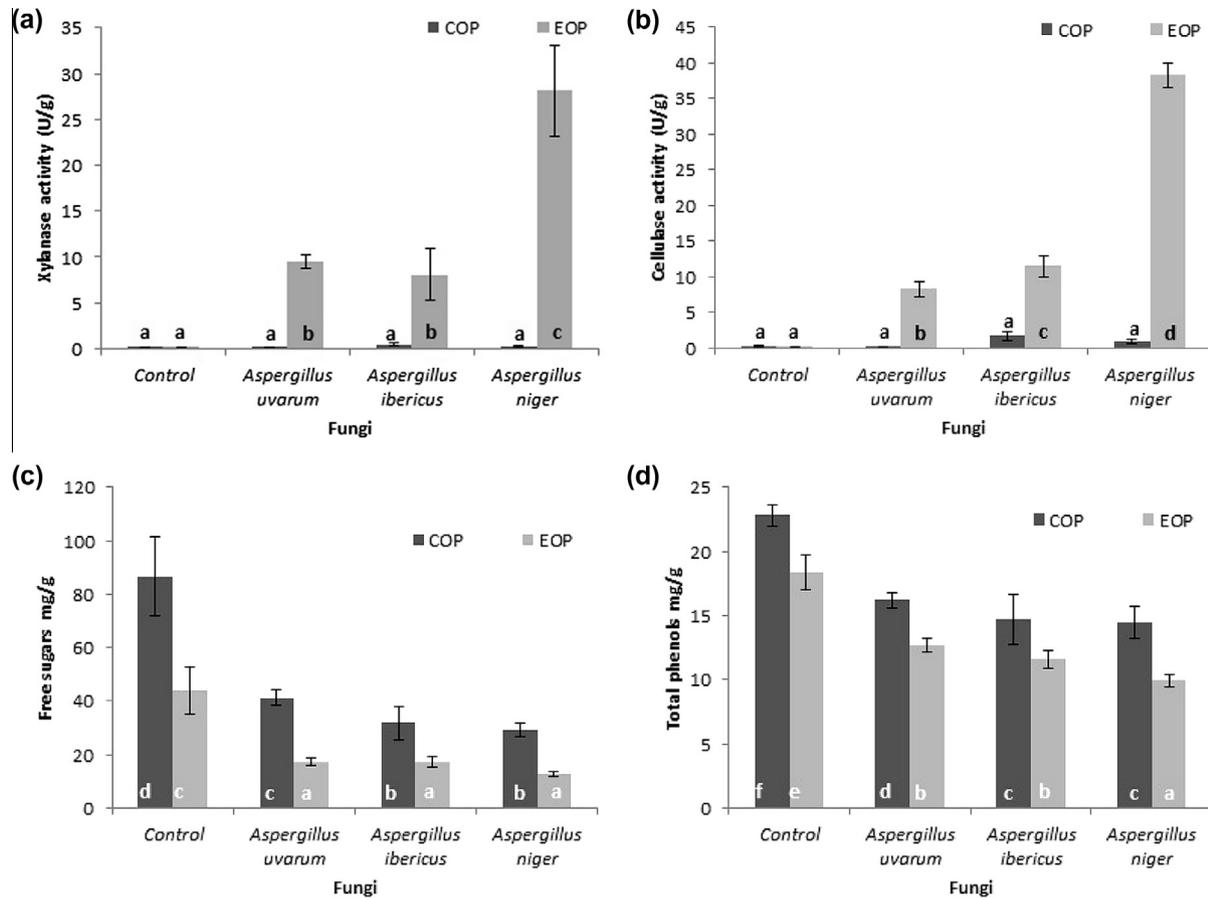 (a)
35
30
25
20
15
10
5
0
Xylanase activity (U/g)
COP EOP
a a a b a b a c
Control Aspergillus uvarum Aspergillus ibericus Aspergillus niger
Fungi
(b)
45
40
35
30
25
20
15
10
5
0
Cellulase activity (U/g)
COP EOP
a a a b a c a d
Control Aspergillus uvarum Aspergillus ibericus Aspergillus niger
Fungi
(c)
120
100
80
60
40
20
0
Free sugars mg/g
COP EOP
d c c a b a b a
Control Aspergillus uvarum Aspergillus ibericus Aspergillus niger
Fungi
(d)
25
20
15
10
5
0
Total phenols mg/g
COP EOP
f e d b c b c a
Control Aspergillus uvarum Aspergillus ibericus Aspergillus niger
Fungi